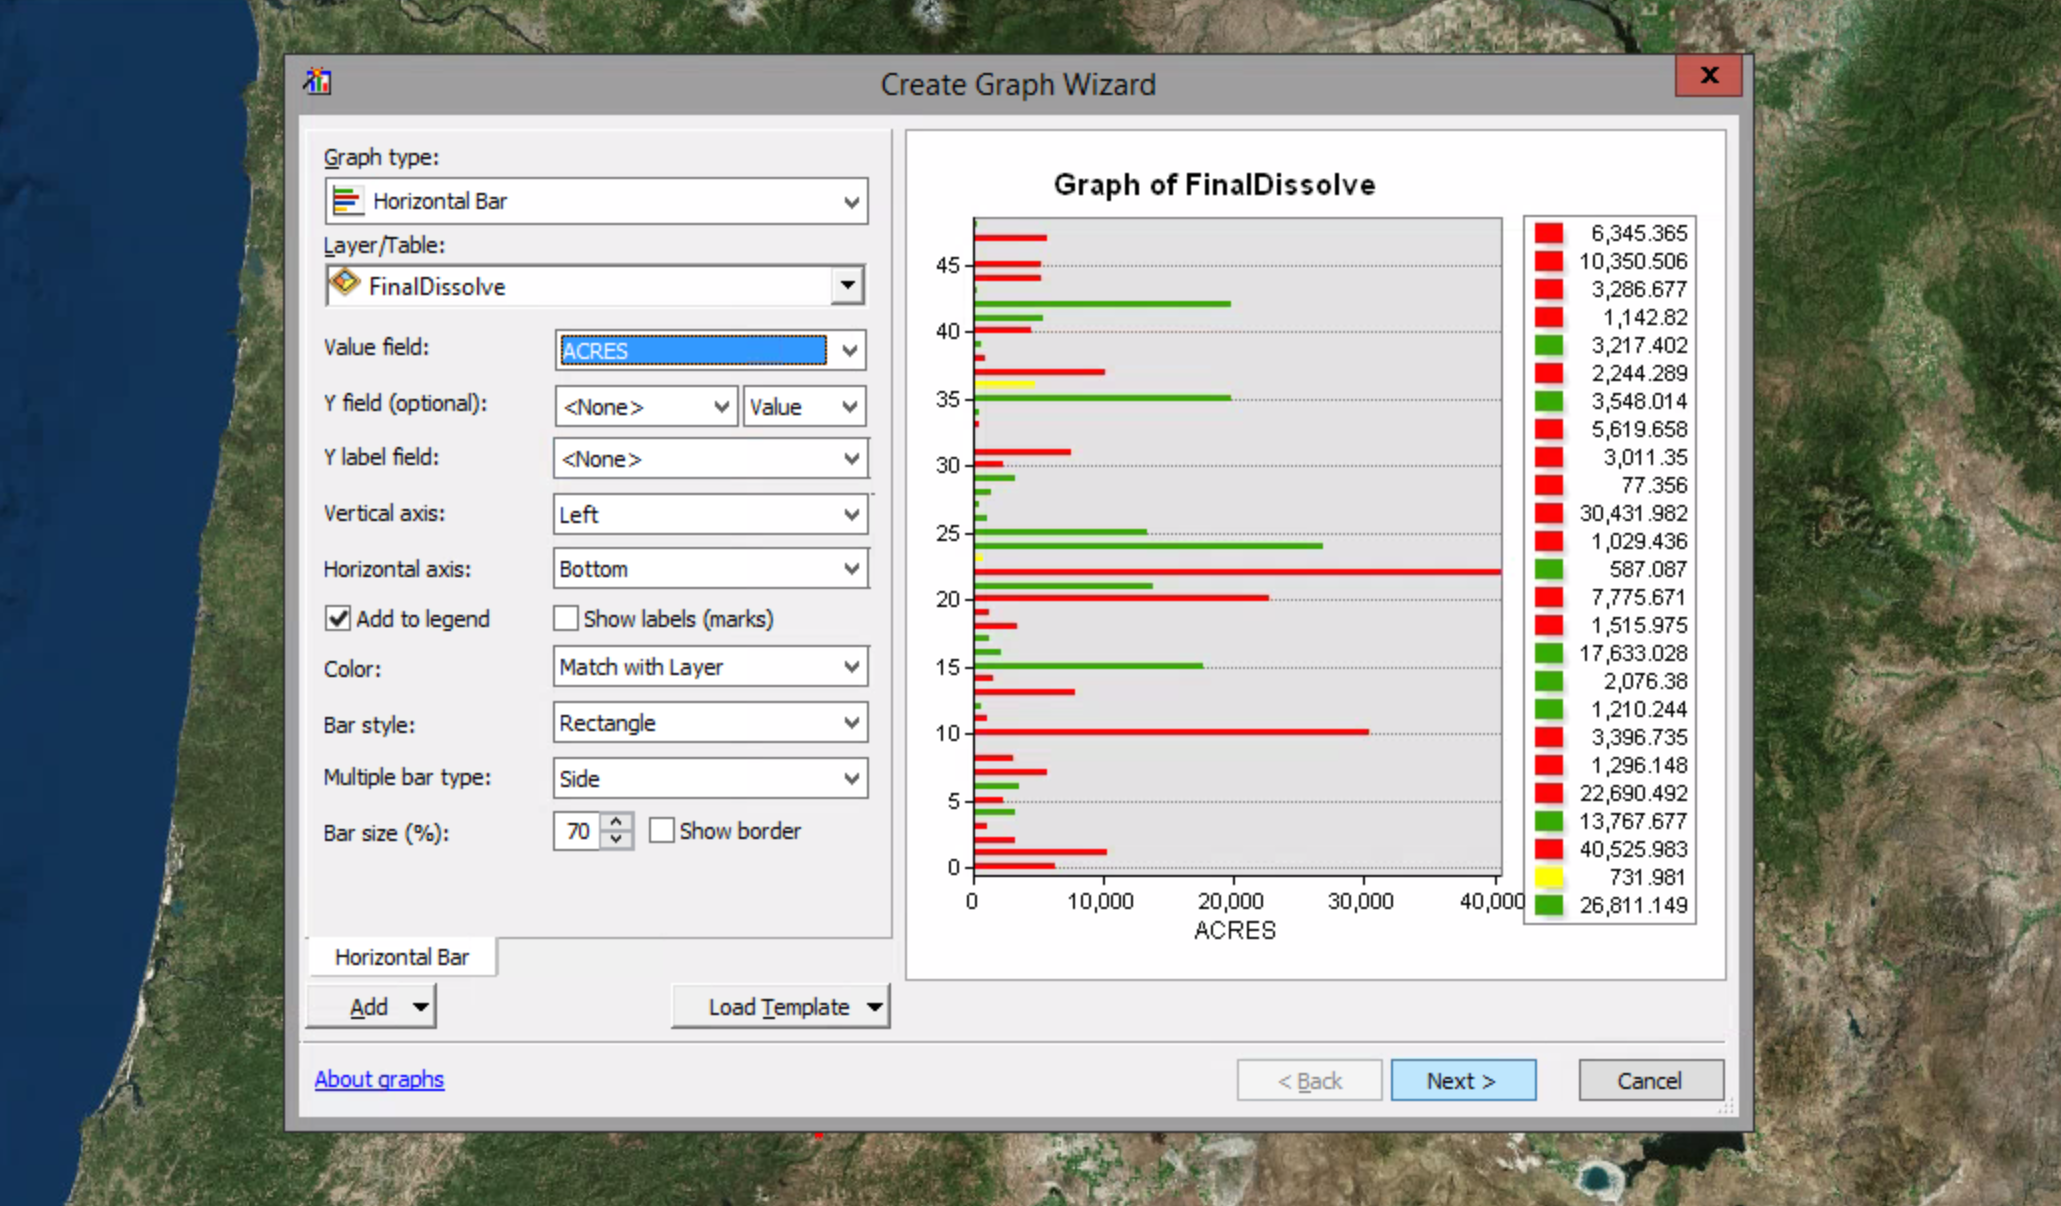 Create Graph Wizard
x
Graph type:
Horizontal Bar
Layer/Table:
FinalDissolve
Value field:
ACRES
Y field (optional):
<None>
Value
Y label field:
<None>
Vertical axis:
Left
Horizontal axis:
Bottom
Add to legend
Show labels (marks)
Color:
Match with Layer
Bar style:
Rectangle
Multiple bar type:
Side
Bar size (%):
70
Show border
Horizontal Bar
Add
Load Template
About graphs
< Back
Next >
Cancel
Graph of FinalDissolve
45
40
35
30
25
20
15
10
5
0
0
10,000
20,000
30,000
40,000
ACRES
6,345.365
10,350.506
3,286.677
1,142.82
3,217.402
2,244.289
3,548.014
5,619.658
3,011.35
77.356
30,431.982
1,029.436
587.087
7,775.671
1,515.975
17,633.028
2,076.38
1,210.244
3,396.735
1,296.148
22,690.492
13,767.677
40,525.983
731.981
26,811.149